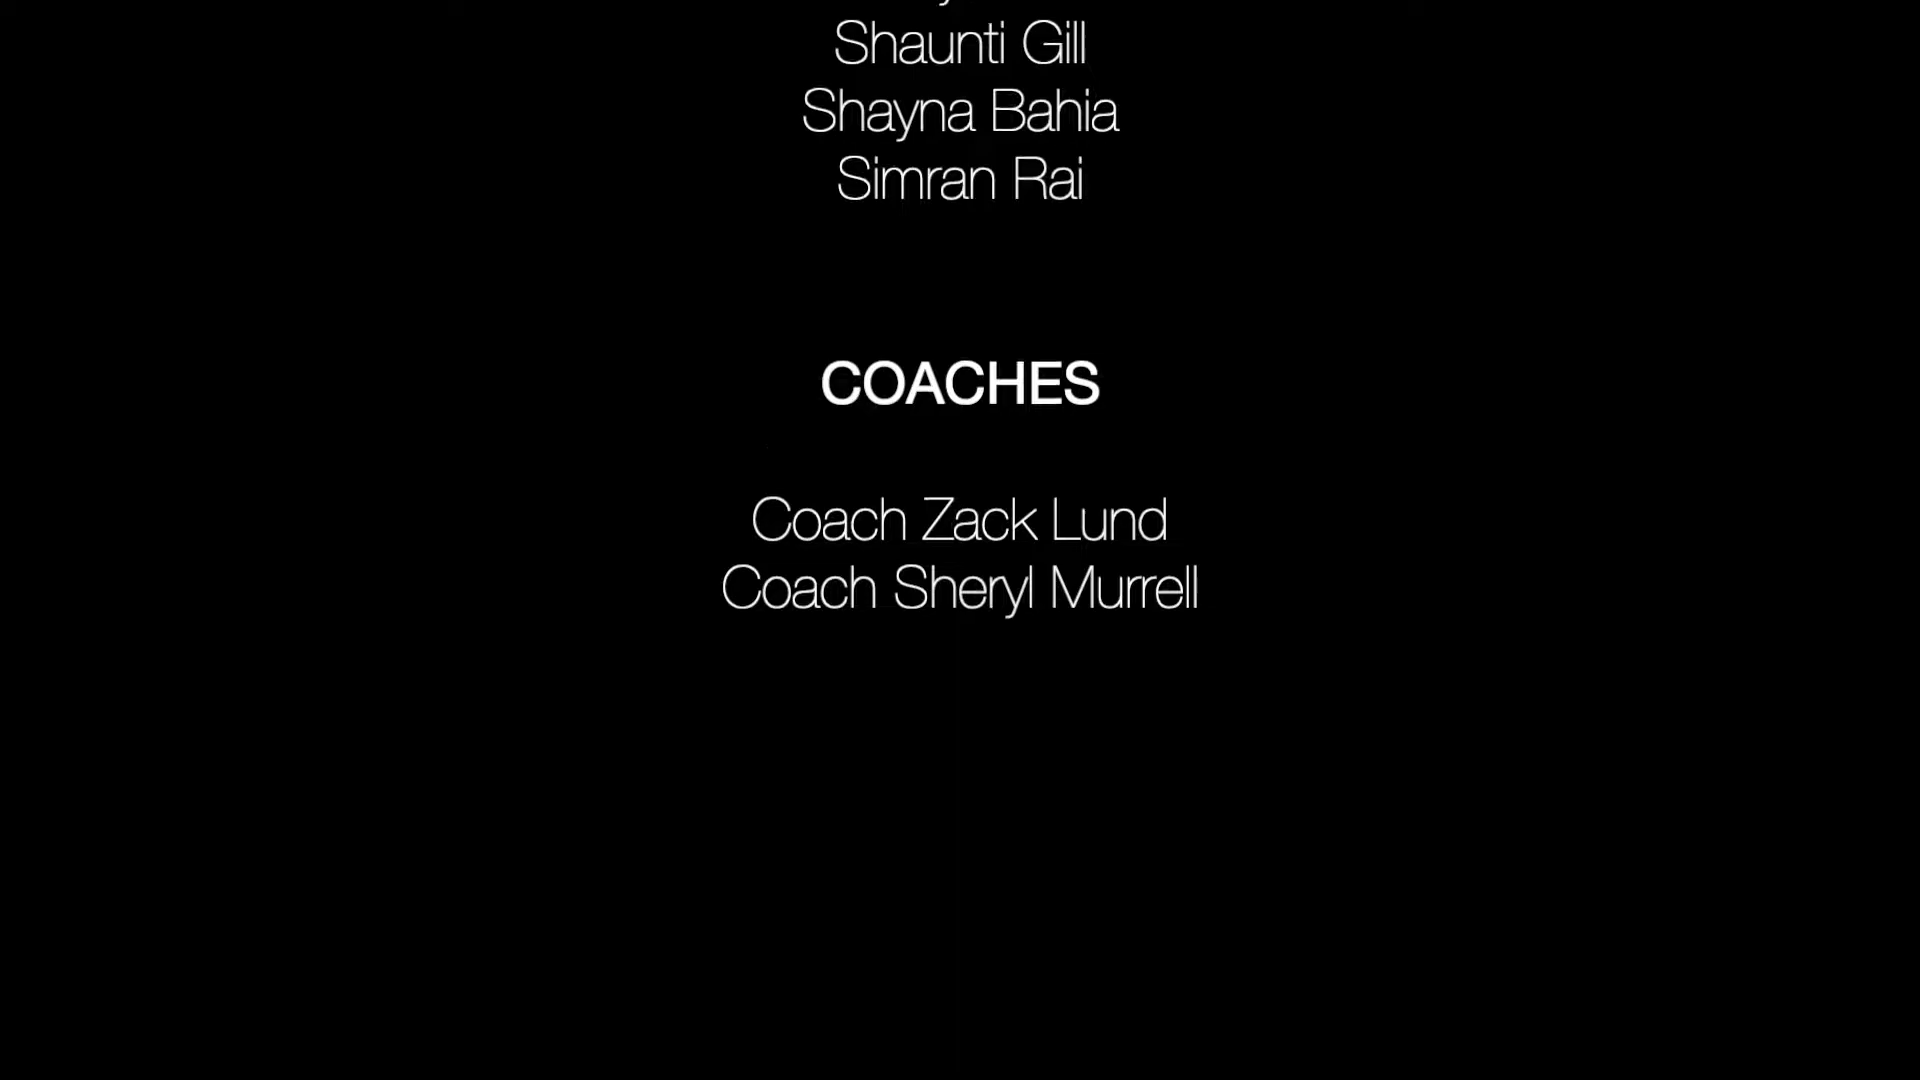 Shaunti Gill
Shayna Bahia
Simran Rai
COACHES
Coach Zack Lund
Coach Sheryl Murrell